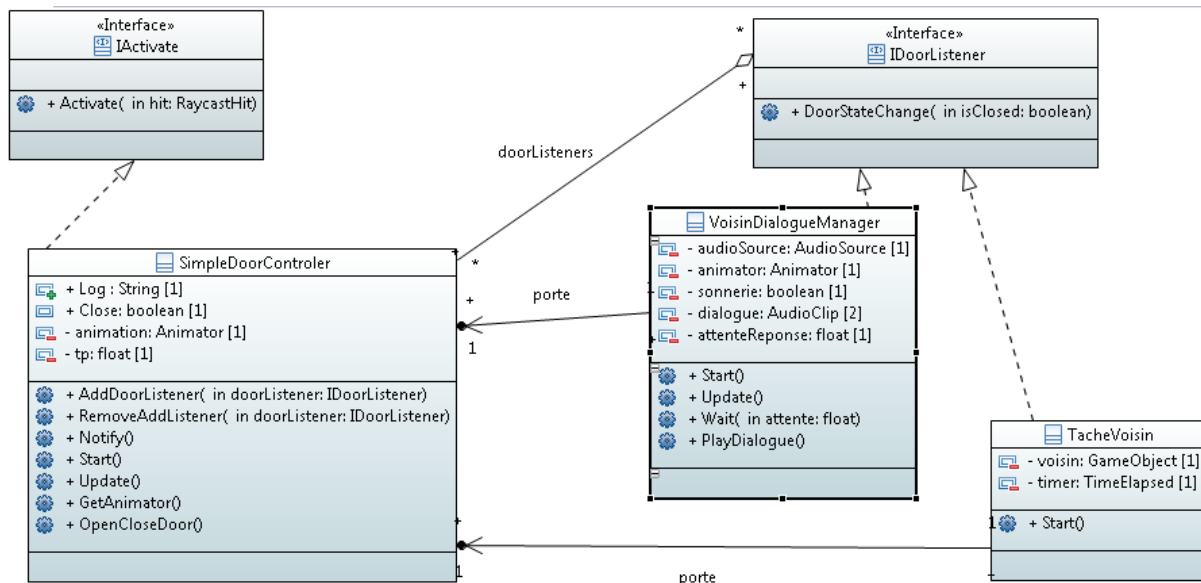 «Interface»
IActivate
+ Activate( in hit: RaycastHit)
«Interface»
IDoorListener
+ DoorStateChange( in isClosed: boolean)
*
+
doorListeners
SimpleDoorControler
+ Log : String [1]
+ Close: boolean [1]
- animation: Animator [1]
- tp: float [1]
+ AddDoorListener( in doorListener: IDoorListener)
+ RemoveAddListener( in doorListener: IDoorListener)
+ Notify()
+ Start()
+ Update()
+ GetAnimator()
+ OpenCloseDoor()
+
*
+
porte
1
VoisinDialogueManager
- audioSource: AudioSource [1]
- animator: Animator [1]
- sonnerie: boolean [1]
- dialogue: AudioClip [2]
- attenteReponse: float [1]
+ Start()
+ Update()
+ Wait( in attente: float)
+ PlayDialogue()
TacheVoisin
- voisin: GameObject [1]
- timer: TimeElapsed [1]
+ Start()
+
1
porte
1